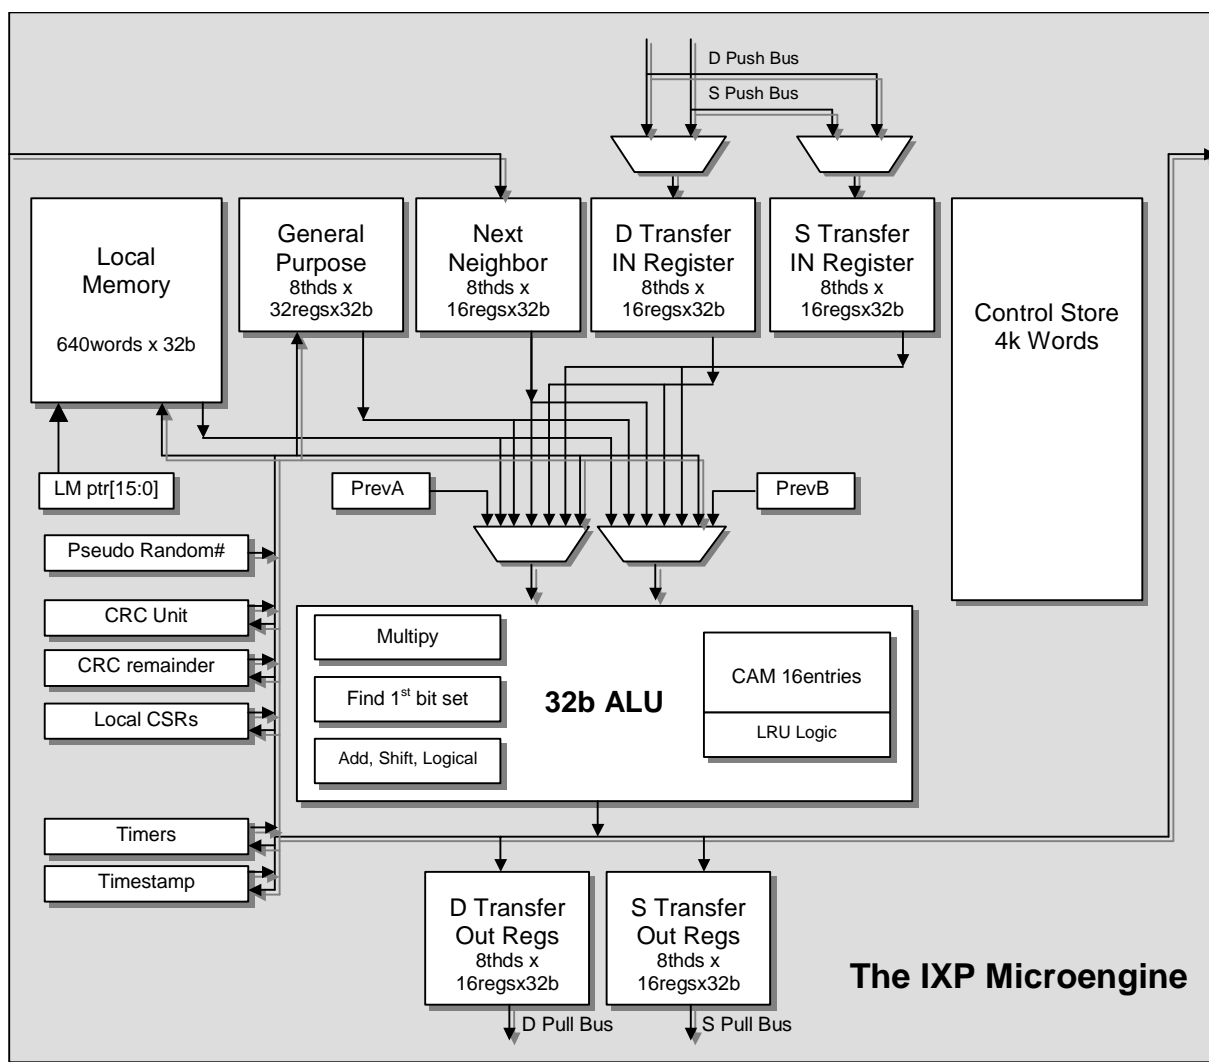 D Push Bus
S Push Bus
Local
Memory
640words x 32b
General
Purpose
8thds x
32regsx32b
Next
Neighbor
8thds x
16regsx32b
D Transfer
IN Register
8thds x
16regsx32b
S Transfer
IN Register
8thds x
16regsx32b
Control Store
4k Words
LM ptr[15:0]
PrevA
PrevB
Pseudo Random#
CRC Unit
CRC remainder
Local CSRs
Timers
Timestamp
Multipy
Find 1st bit set
Add, Shift, Logical
32b ALU
CAM 16entries
LRU Logic
D Transfer
Out Regs
8thds x
16regsx32b
S Transfer
Out Regs
8thds x
16regsx32b
D Pull Bus
S Pull Bus
The IXP Microengine